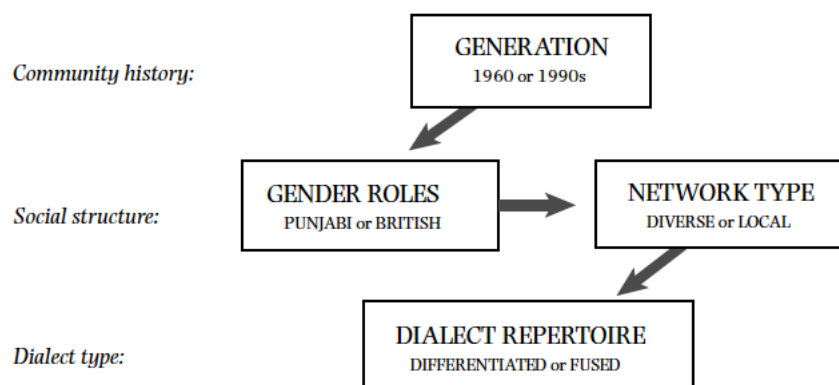 GENERATION
Community history:
1960 or 1990s
GENDER ROLES
NETWORK TYPE
Social structure:
PUNJABI or BRITISH
DIVERSE or LOCAL
DIALECT REPERTOIRE
Dialect type:
DIFFERENTIATED or FUSED